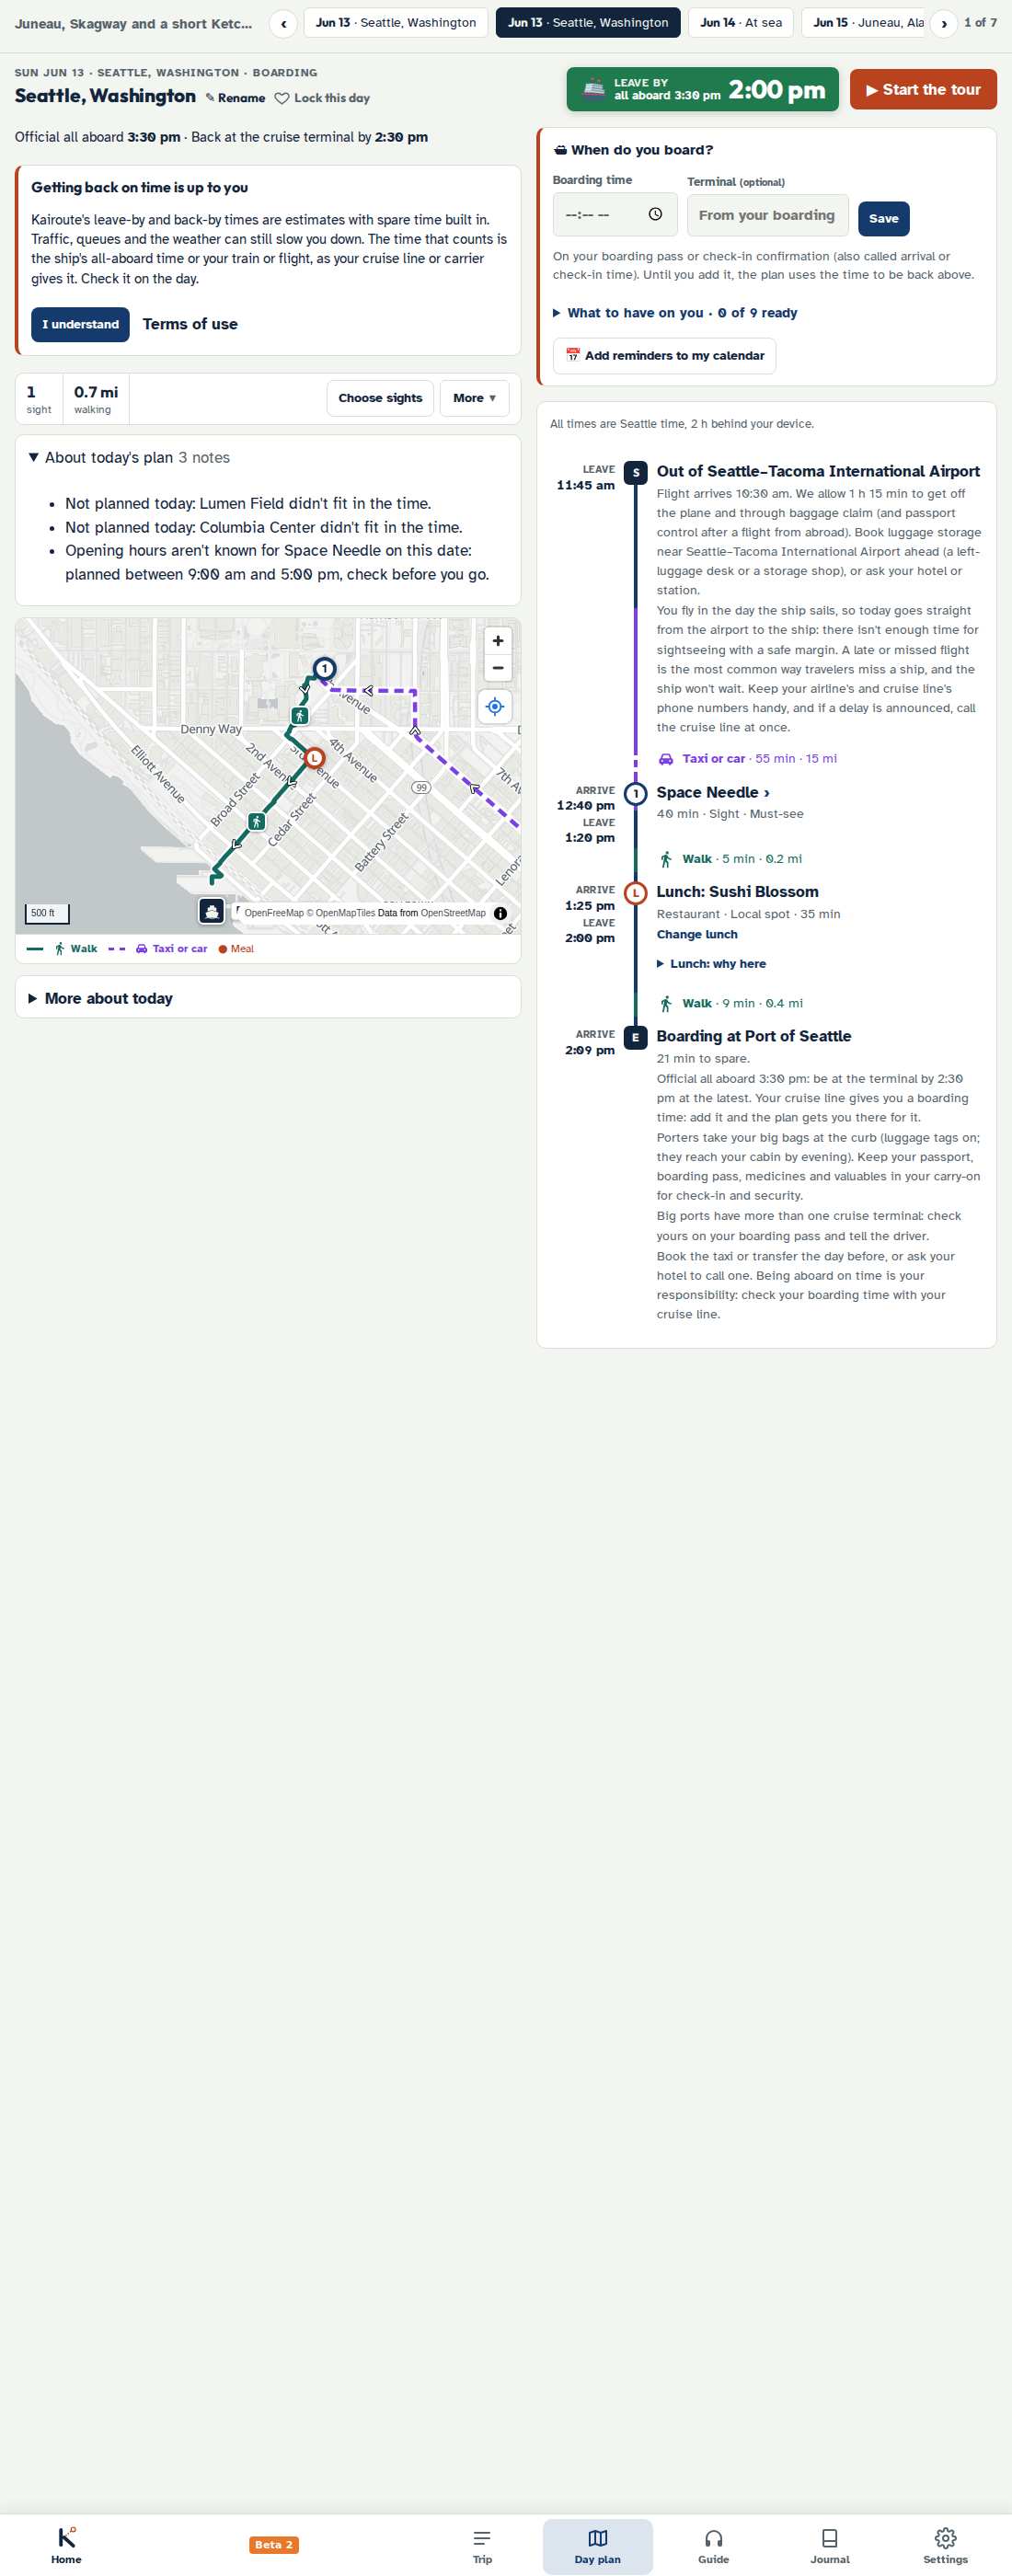 Juneau, Skagway and a short Ketc...
‹
Jun 13 · Seattle, Washington
Jun 13 · Seattle, Washington
Jun 14 · At sea
Jun 15 · Juneau, Ala
›
1 of 7
SUN JUN 13 · SEATTLE, WASHINGTON · BOARDING
Seattle, Washington
✎ Rename
Lock this day
LEAVE BY
all aboard 3:30 pm
2:00 pm
▶ Start the tour
Official all aboard 3:30 pm · Back at the cruise terminal by 2:30 pm
Getting back on time is up to you
Kairoute's leave-by and back-by times are estimates with spare time built in.
Traffic, queues and the weather can still slow you down. The time that counts is
the ship's all-aboard time or your train or flight, as your cruise line or carrier
gives it. Check it on the day.
I understand
Terms of use
1
sight
0.7 mi
walking
Choose sights
More ▼
▼ About today's plan 3 notes
• Not planned today: Lumen Field didn't fit in the time.
• Not planned today: Columbia Center didn't fit in the time.
• Opening hours aren't known for Space Needle on this date:
planned between 9:00 am and 5:00 pm, check before you go.
1
Denny Way
Elliott Avenue
2nd Avenue
4th Avenue
Broad Street
Cedar Street
Battery Street
99
L
500 ft
OpenFreeMap © OpenMapTiles Data from OpenStreetMap
Walk
Taxi or car
Meal
▶ More about today
When do you board?
Boarding time
Terminal (optional)
--:-- --
From your boarding
Save
On your boarding pass or check-in confirmation (also called arrival or
check-in time). Until you add it, the plan uses the time to be back above.
▶ What to have on you · 0 of 9 ready
Add reminders to my calendar
All times are Seattle time, 2 h behind your device.
LEAVE
11:45 am
S
Out of Seattle–Tacoma International Airport
Flight arrives 10:30 am. We allow 1 h 15 min to get off
the plane and through baggage claim (and passport
control after a flight from abroad). Book luggage storage
near Seattle–Tacoma International Airport ahead (a left-
luggage desk or a storage shop), or ask your hotel or
station.
You fly in the day the ship sails, so today goes straight
from the airport to the ship: there isn't enough time for
sightseeing with a safe margin. A late or missed flight
is the most common way travelers miss a ship, and the
ship won't wait. Keep your airline's and cruise line's
phone numbers handy, and if a delay is announced, call
the cruise line at once.
Taxi or car · 55 min · 15 mi
ARRIVE
12:40 pm
LEAVE
1:20 pm
1
Space Needle ›
40 min · Sight · Must-see
Walk · 5 min · 0.2 mi
ARRIVE
1:25 pm
LEAVE
2:00 pm
L
Lunch: Sushi Blossom
Restaurant · Local spot · 35 min
Change lunch
▶ Lunch: why here
Walk · 9 min · 0.4 mi
ARRIVE
2:09 pm
E
Boarding at Port of Seattle
21 min to spare.
Official all aboard 3:30 pm: be at the terminal by 2:30
pm at the latest. Your cruise line gives you a boarding
time: add it and the plan gets you there for it.
Porters take your big bags at the curb (luggage tags on;
they reach your cabin by evening). Keep your passport,
boarding pass, medicines and valuables in your carry-on
for check-in and security.
Big ports have more than one cruise terminal: check
yours on your boarding pass and tell the driver.
Book the taxi or transfer the day before, or ask your
hotel to call one. Being aboard on time is your
responsibility: check your boarding time with your
cruise line.
Home
Beta 2
Trip
Day plan
Guide
Journal
Settings